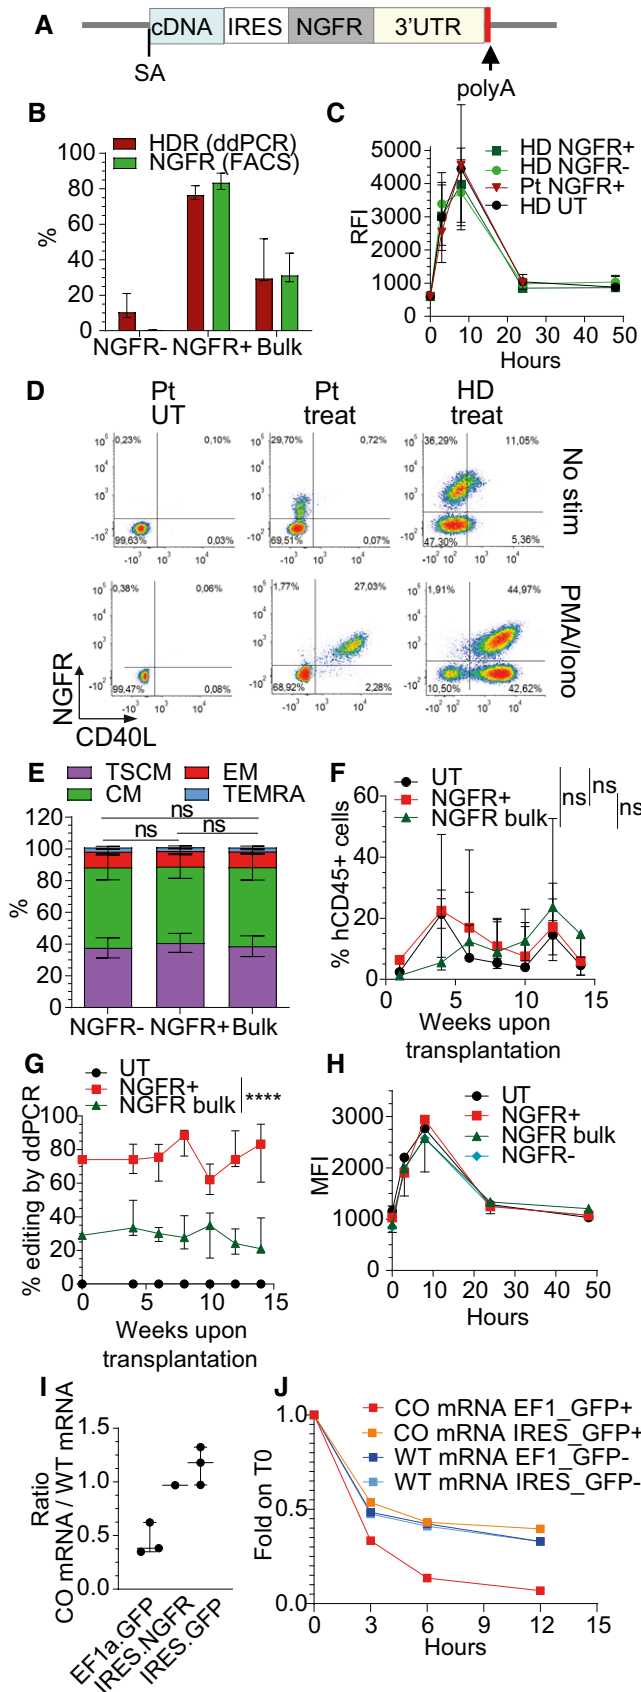 A
cDNA IRES NGFR 3'UTR
SA
polyA
B
HDR (ddPCR)
NGFR (FACS)
100
80
60
40
20
0
%
NGFR- NGFR+ Bulk
C
HD NGFR+
HD NGFR-
Pt NGFR+
HD UT
5000
4000
3000
2000
1000
0
RFI
0 20 40
Hours
D
Pt UT
Pt treat
HD treat
0,23% 0,10%
99,63% 0,03%
29,70% 0,72%
69,51% 0,07%
36,29% 11,05%
47,30% 5,36%
No stim
0,38% 0,06%
99,47% 0,08%
1,77% 27,03%
68,92% 2,28%
1,91% 44,97%
10,50% 42,62%
PMA/Iono
NGFR
CD40L
E
TSCM EM
CM TEMRA
120
100
80
60
40
20
0
%
ns
ns ns
NGFR- NGFR+ Bulk
F
UT
NGFR+
NGFR bulk
ns
ns
ns
60
40
20
0
% hCD45+ cells
0 5 10 15
Weeks upon
transplantation
G
UT
NGFR+
NGFR bulk
****
100
80
60
40
20
0
% editing by ddPCR
0 5 10 15
Weeks upon
transplantation
H
UT
NGFR+
NGFR bulk
NGFR-
3000
2000
1000
0
MFI
0 10 20 30 40 50
Hours
I
Ratio
CO mRNA / WT mRNA
1.5
1.0
0.5
0.0
EF1a.GFP
IRES.NGFR
IRES.GFP
J
CO mRNA EF1_GFP+
CO mRNA IRES_GFP+
WT mRNA EF1_GFP-
WT mRNA IRES_GFP-
1.0
0.5
0.0
Fold on T0
0 3 6 9 12 15
Hours